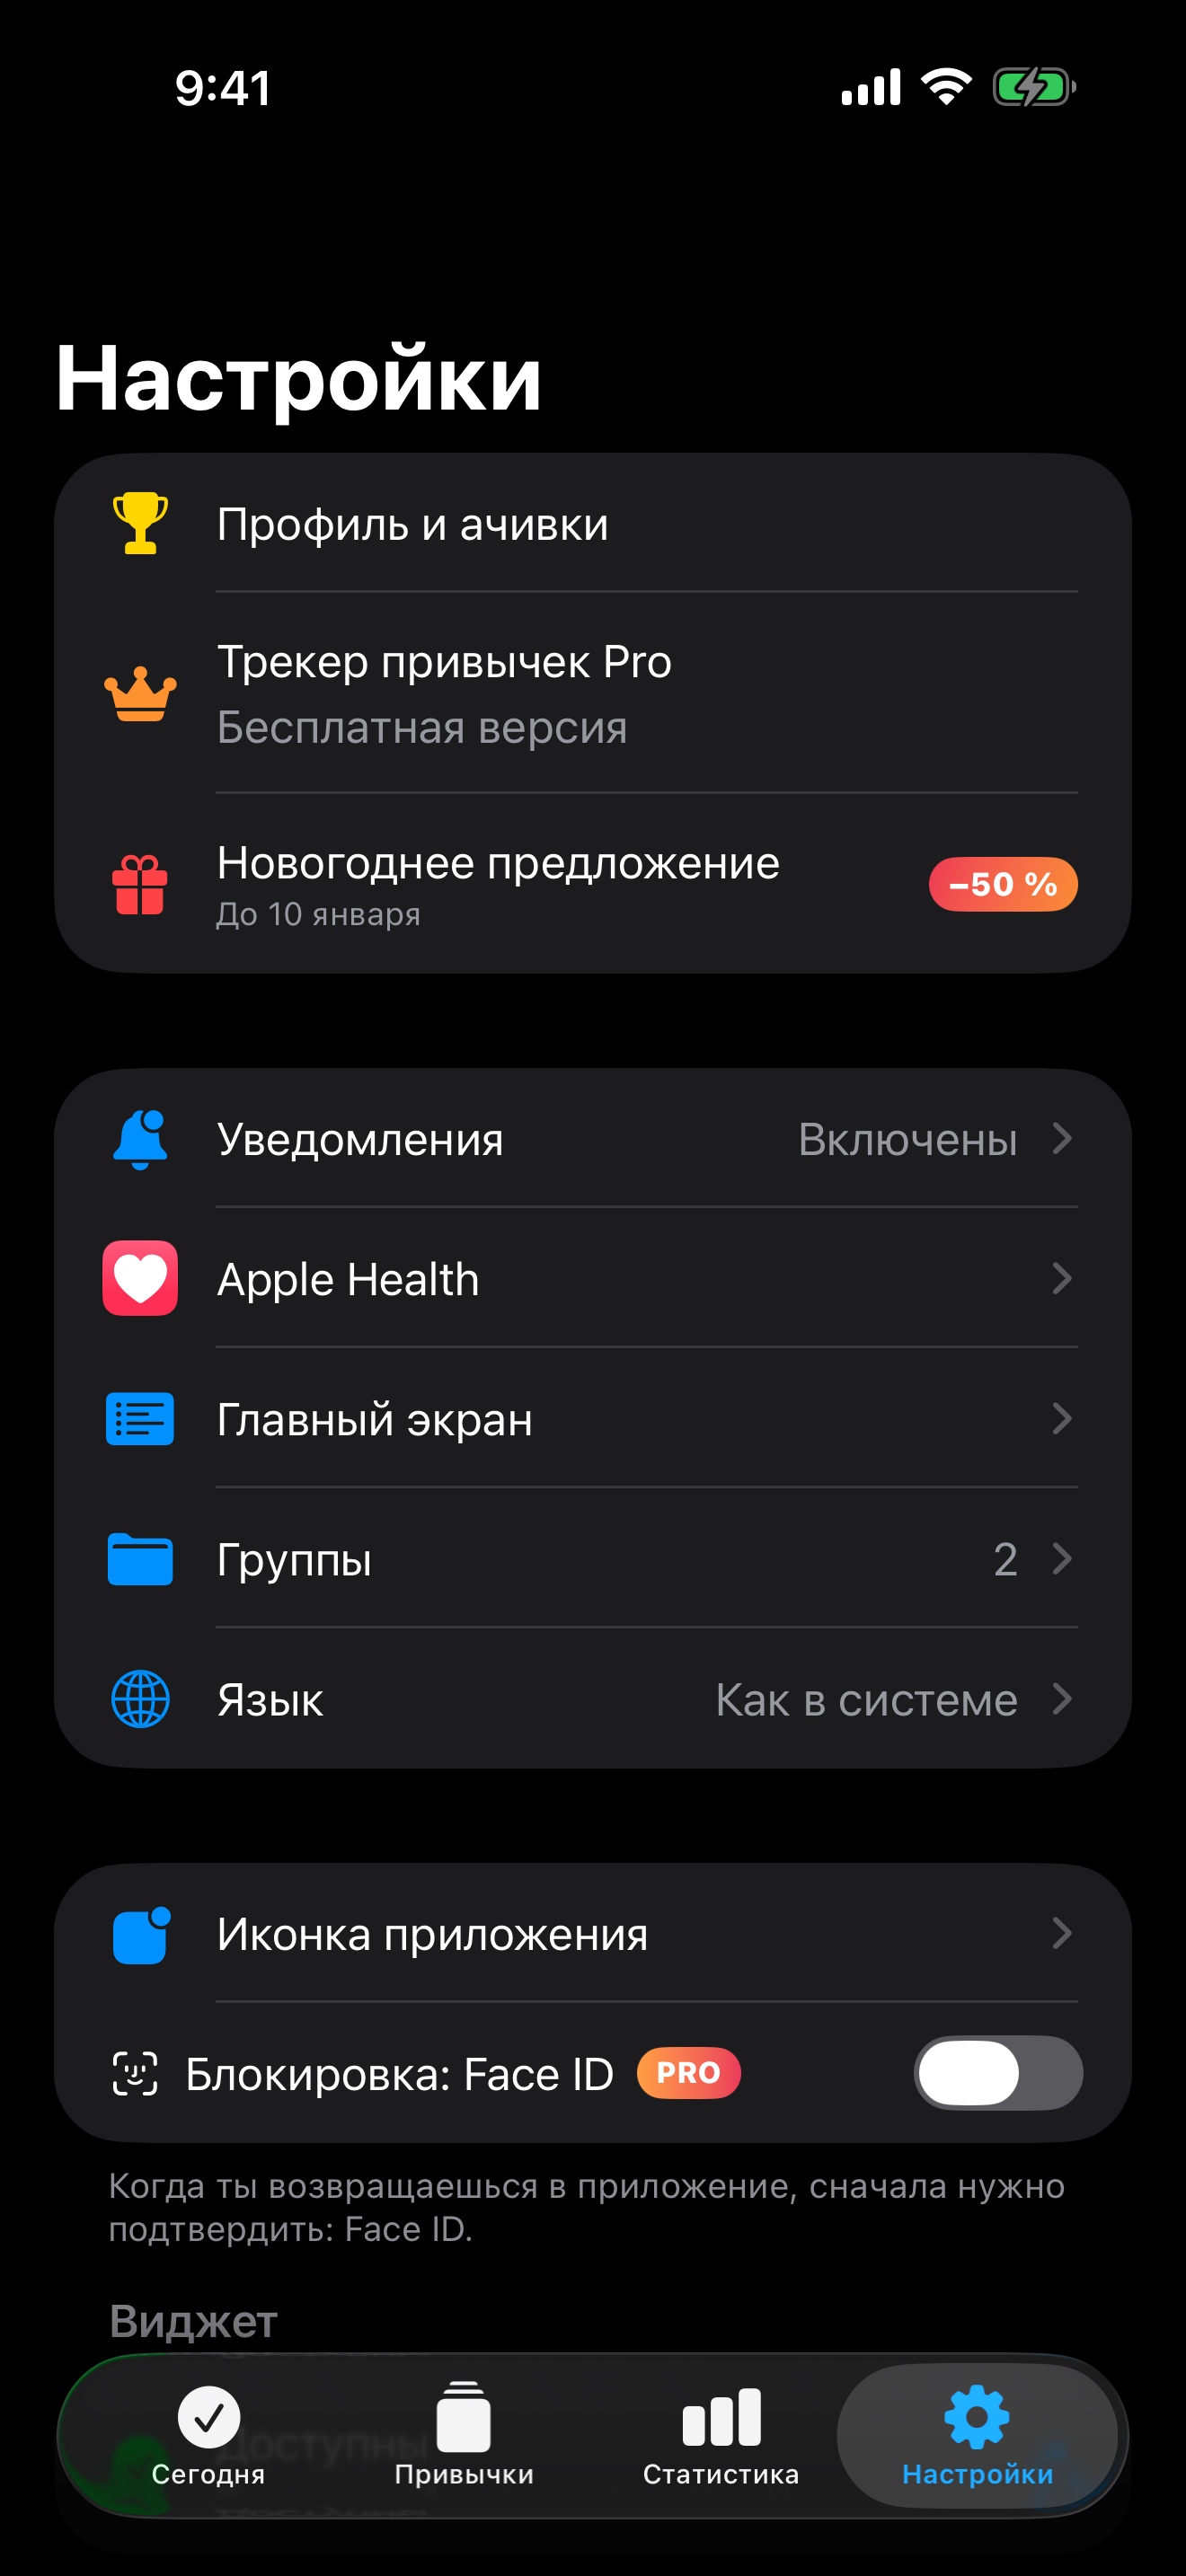 9:41
Настройки
Профиль и ачивки
Трекер привычек Pro
Бесплатная версия
Новогоднее предложение
До 10 января
–50 %
Уведомления
Включены
Apple Health
Главный экран
Группы
2
Язык
Как в системе
Иконка приложения
Блокировка: Face ID
PRO
Когда ты возвращаешься в приложение, сначала нужно
подтвердить: Face ID.
Виджет
Доступны
Сегодня
Привычки
Статистика
Настройки